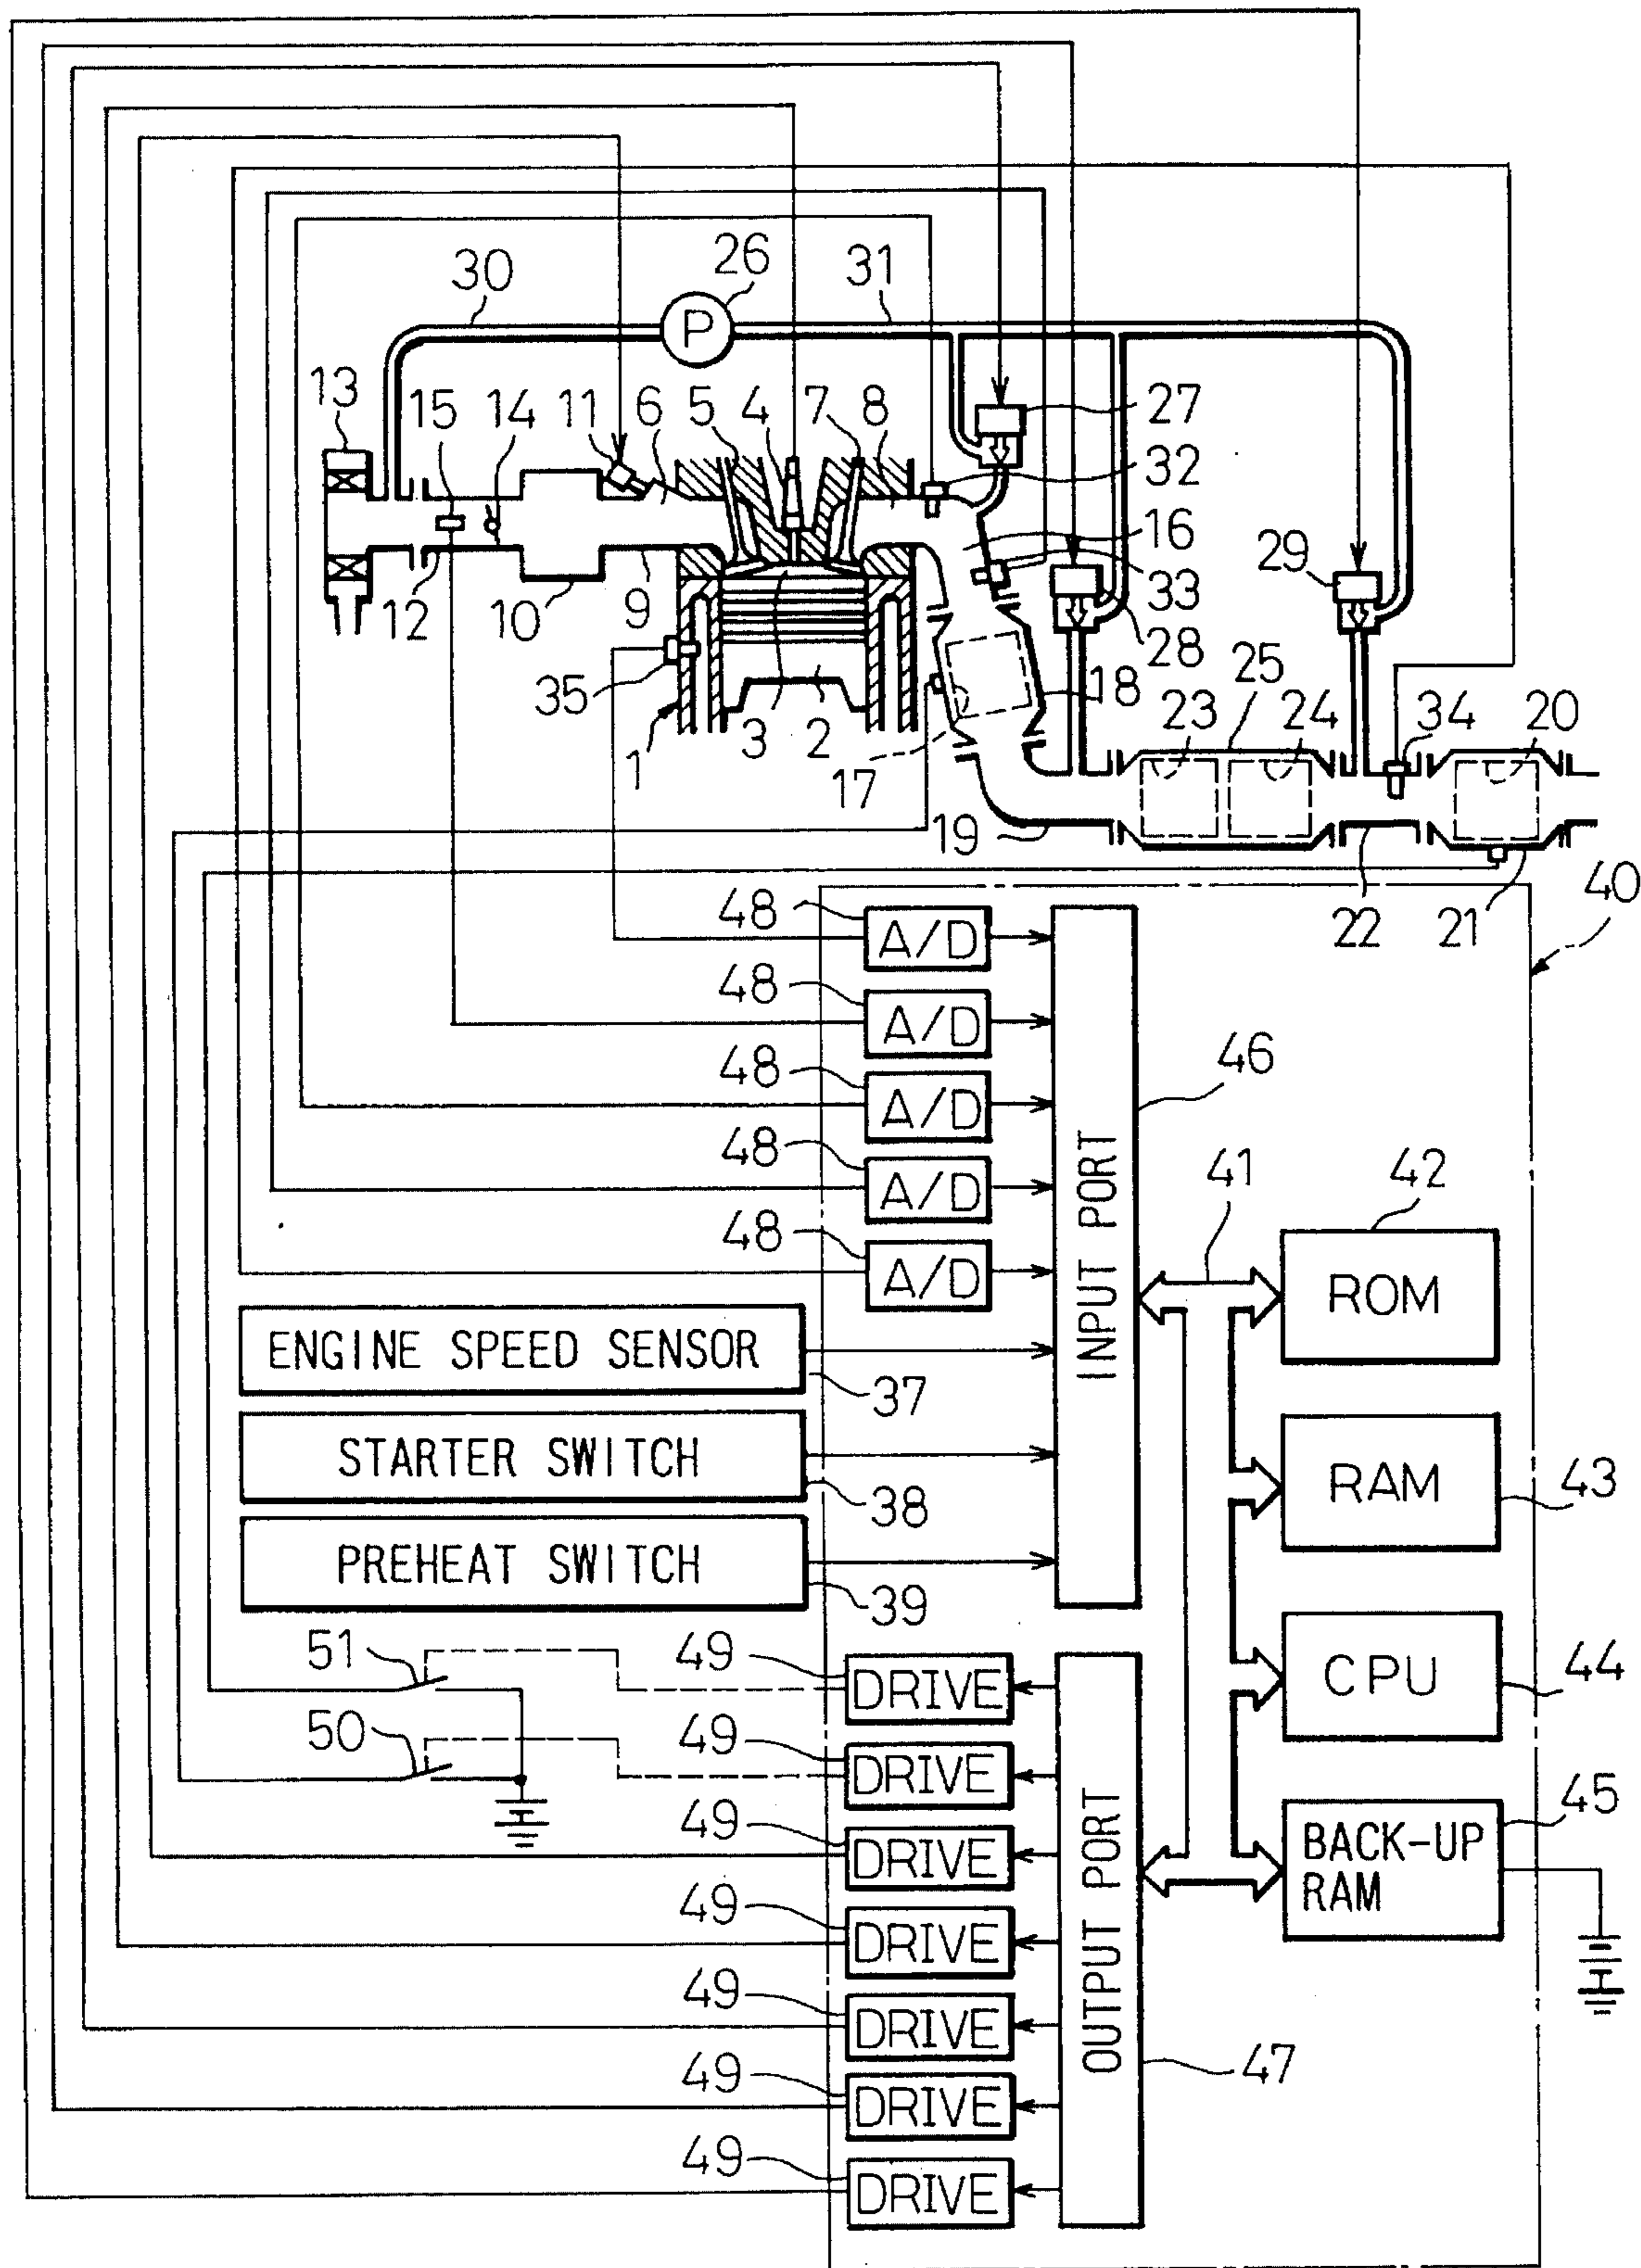 26
30
31
P
13
15
14
11
6
5
4
7
8
27
32
16
29
33
12
10
9
28
35
18
25
23
24
34
20
1
3
2
17
19
22
21
40
48
A/D
48
A/D
46
48
A/D
48
A/D
41
42
48
A/D
INPUT PORT
ROM
ENGINE SPEED SENSOR
37
STARTER SWITCH
38
RAM
43
PREHEAT SWITCH
39
51
49
DRIVE
CPU
44
50
49
DRIVE
45
49
DRIVE
OUTPUT PORT
BACK-UP
RAM
49
DRIVE
49
DRIVE
47
49
DRIVE
49
DRIVE